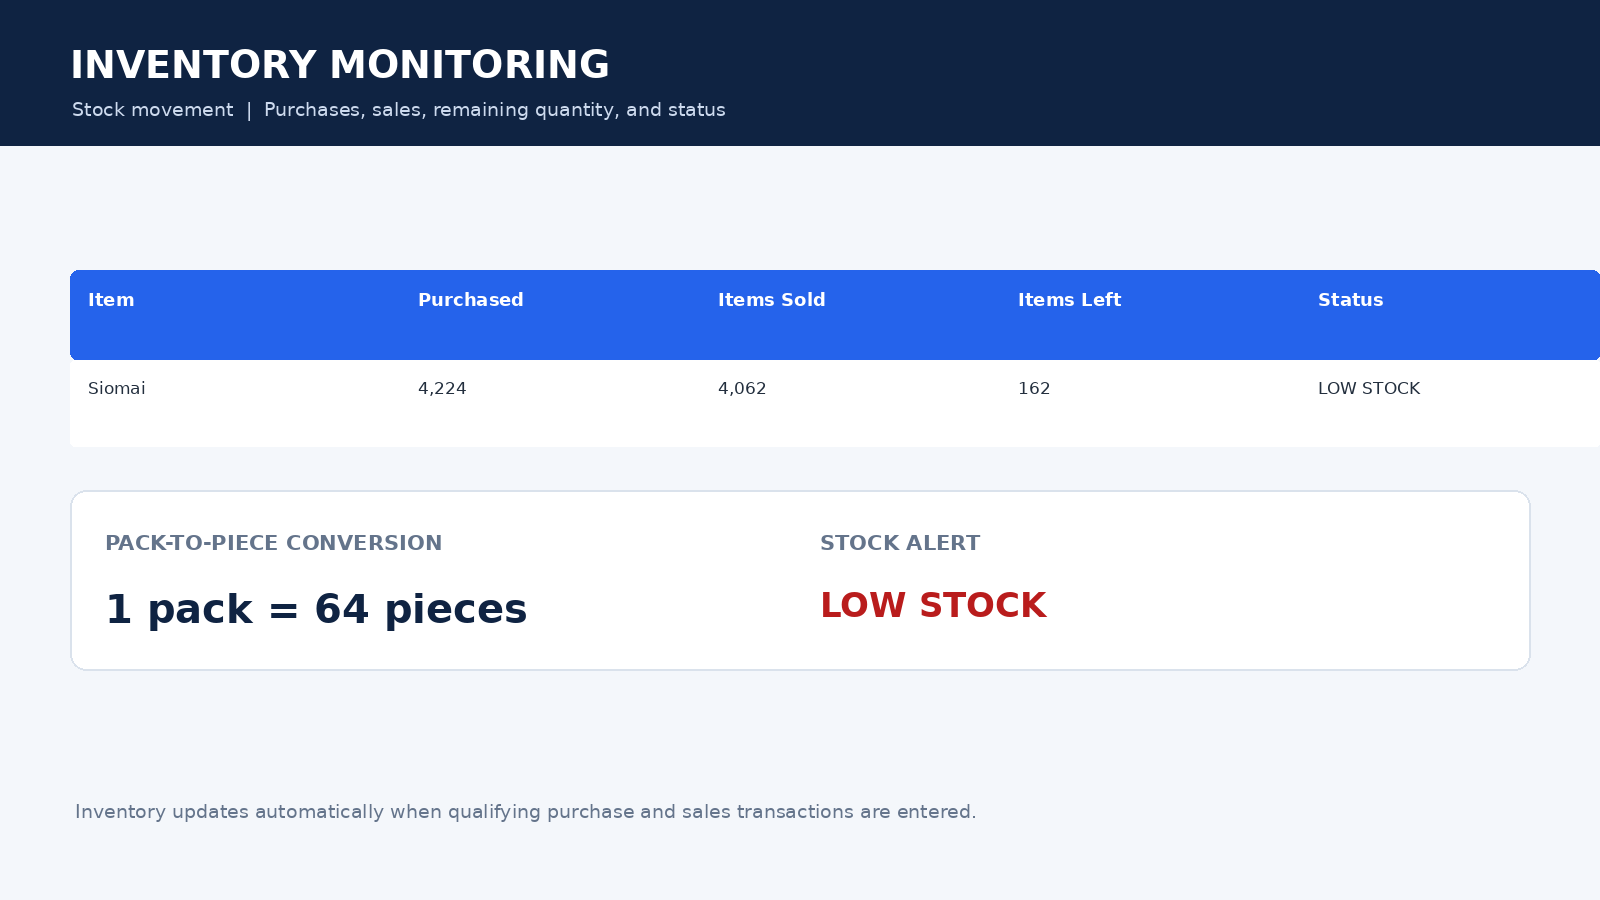 INVENTORY MONITORING
Stock movement | Purchases, sales, remaining quantity, and status
Item Purchased Items Sold Items Left Status
Siomai 4,224 4,062 162 LOW STOCK
PACK-TO-PIECE CONVERSION STOCK ALERT
1 pack = 64 pieces LOW STOCK
Inventory updates automatically when qualifying purchase and sales transactions are entered.